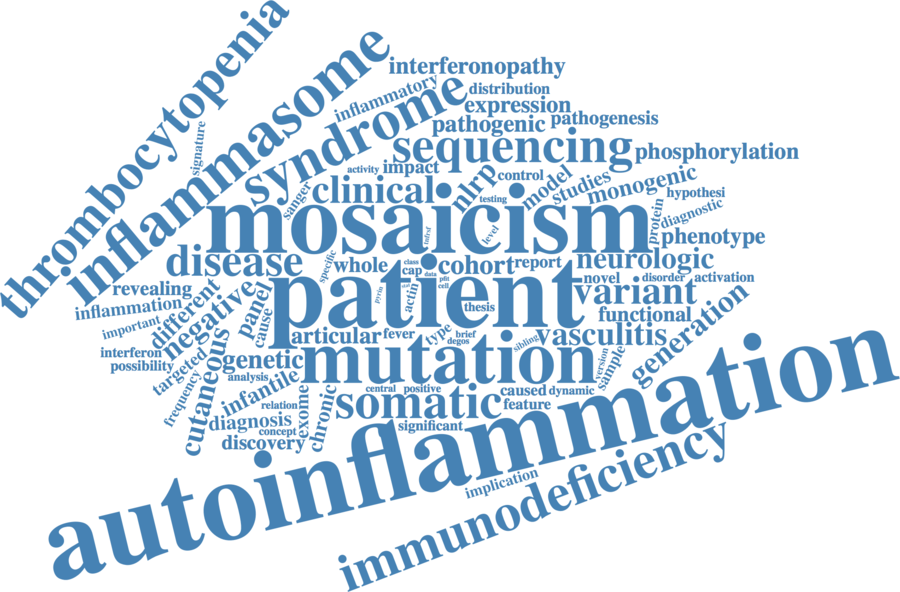 thrombocytopenia
inflammasome
interferonopathy
inflammatory
distribution
syndrome
expression
signature
pathogenic
pathogenesis
sequencing
phosphorylation
activity
impact
nlrp
control
model
studies
monogenic
hypothesi
sanger
clinical
testing
mosaicism
level
protein
diagnostic
phenotype
disease
specific
whole
class
cap
data
cohort
report
neurologic
novel
disorder
activation
revealing
inflammation
different
negative
panel
patient
pyrin
actin
pfit
cell
thesis
variant
functional
important
cause
articular
fever
type
brief
degos
sibling
vasculitis
generation
interferon
possibility
targeted
cutaneous
genetic
mutation
version
sample
frequency
analysis
infantile
central
positive
caused
dynamic
relation
exome
chronic
somatic
feature
diagnosis
concept
discovery
significant
autoinflammation
implication
immunodeficiency